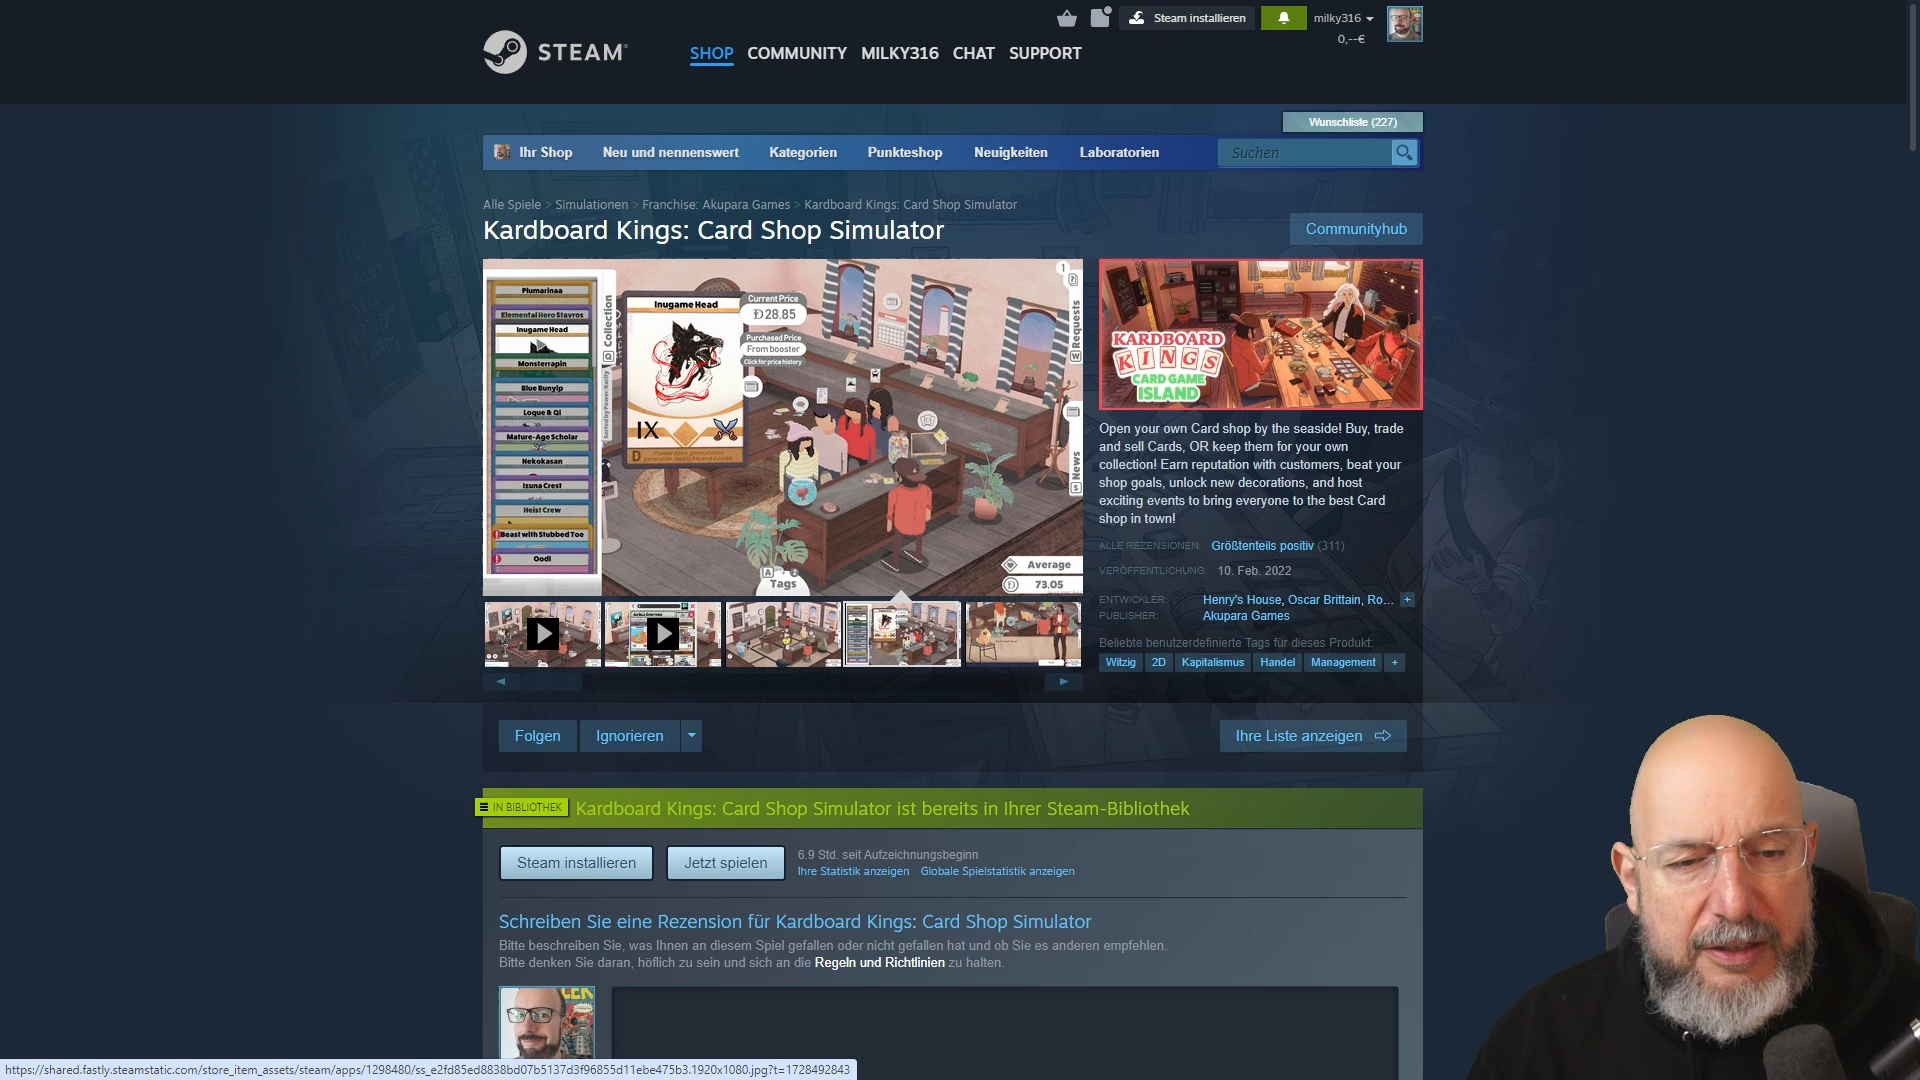 Steam installieren
milky316
0,--€
STEAM
SHOP COMMUNITY MILKY316 CHAT SUPPORT
Wunschliste (227)
Ihr Shop Neu und nennenswert Kategorien Punkteshop Neuigkeiten Laboratorien
Suchen
Alle Spiele > Simulationen > Franchise: Akupara Games > Kardboard Kings: Card Shop Simulator
Kardboard Kings: Card Shop Simulator
Communityhub
Plumarinaa
Elemental Hero Stavros
Inugame Head
Monsterrapin
Blue Bunyip
Loque & Qi
Mature-Age Scholar
Nekokasan
Izuna Crest
Heist Crew
Beast with Stubbed Toe
Oodl
Q Collection
Sorted by Power/Rarity
Inugame Head
IX
D
Current Price
Đ28.85
Purchased Price
From booster
Click for price history
1
W Requests
S News
A
Z
Tags
Average
73.05
KARDBOARD
KINGS
CARD GAME
ISLAND
Open your own Card shop by the seaside! Buy, trade
and sell Cards, OR keep them for your own
collection! Earn reputation with customers, beat your
shop goals, unlock new decorations, and host
exciting events to bring everyone to the best Card
shop in town!
ALLE REZENSIONEN: Größtenteils positiv (311)
VERÖFFENTLICHUNG: 10. Feb. 2022
ENTWICKLER: Henry's House, Oscar Brittain, Ro... +
PUBLISHER: Akupara Games
Beliebte benutzerdefinierte Tags für dieses Produkt:
Witzig 2D Kapitalismus Handel Management +
Folgen Ignorieren
Ihre Liste anzeigen
IN BIBLIOTHEK Kardboard Kings: Card Shop Simulator ist bereits in Ihrer Steam-Bibliothek
Steam installieren Jetzt spielen
6.9 Std. seit Aufzeichnungsbeginn
Ihre Statistik anzeigen Globale Spielstatistik anzeigen
Schreiben Sie eine Rezension für Kardboard Kings: Card Shop Simulator
Bitte beschreiben Sie, was Ihnen an diesem Spiel gefallen oder nicht gefallen hat und ob Sie es anderen empfehlen.
Bitte denken Sie daran, höflich zu sein und sich an die Regeln und Richtlinien zu halten.
https://shared.fastly.steamstatic.com/store_item_assets/steam/apps/1298480/ss_e2fd85ed8838bd07b5137d3f96855d11ebe475b3.1920x1080.jpg?t=1728492843